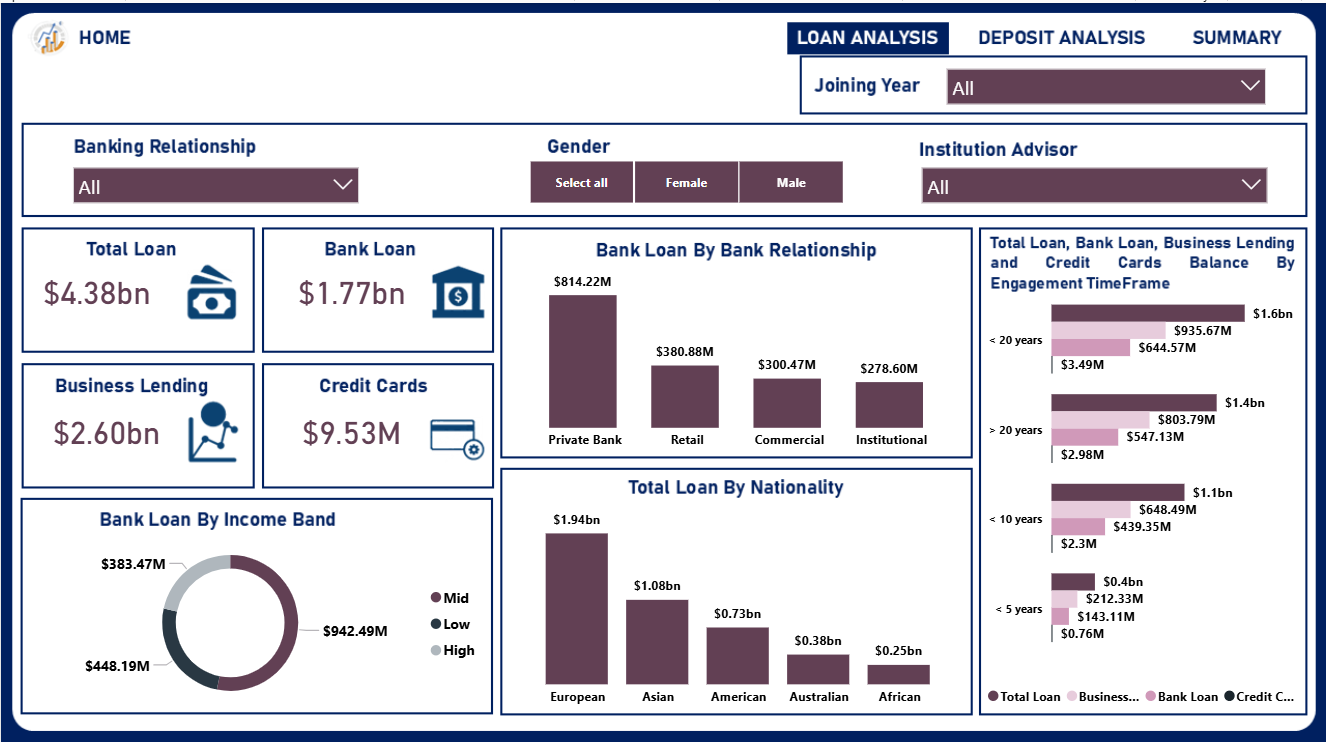 HOME
LOAN ANALYSIS
DEPOSIT ANALYSIS
SUMMARY
Joining Year
All
Banking Relationship
All
Gender
Select all
Female
Male
Institution Advisor
All
Total Loan
$4.38bn
Bank Loan
$1.77bn
Business Lending
$2.60bn
Credit Cards
$9.53M
Bank Loan By Income Band
$383.47M
$942.49M
$448.19M
Mid
Low
High
Bank Loan By Bank Relationship
$814.22M
$380.88M
$300.47M
$278.60M
Private Bank
Retail
Commercial
Institutional
Total Loan By Nationality
$1.94bn
$1.08bn
$0.73bn
$0.38bn
$0.25bn
European
Asian
American
Australian
African
Total Loan, Bank Loan, Business Lending
and Credit Cards Balance By
Engagement TimeFrame
< 20 years
$1.6bn
$935.67M
$644.57M
$3.49M
> 20 years
$1.4bn
$803.79M
$547.13M
$2.98M
< 10 years
$1.1bn
$648.49M
$439.35M
$2.3M
< 5 years
$0.4bn
$212.33M
$143.11M
$0.76M
Total Loan
Business...
Bank Loan
Credit C...